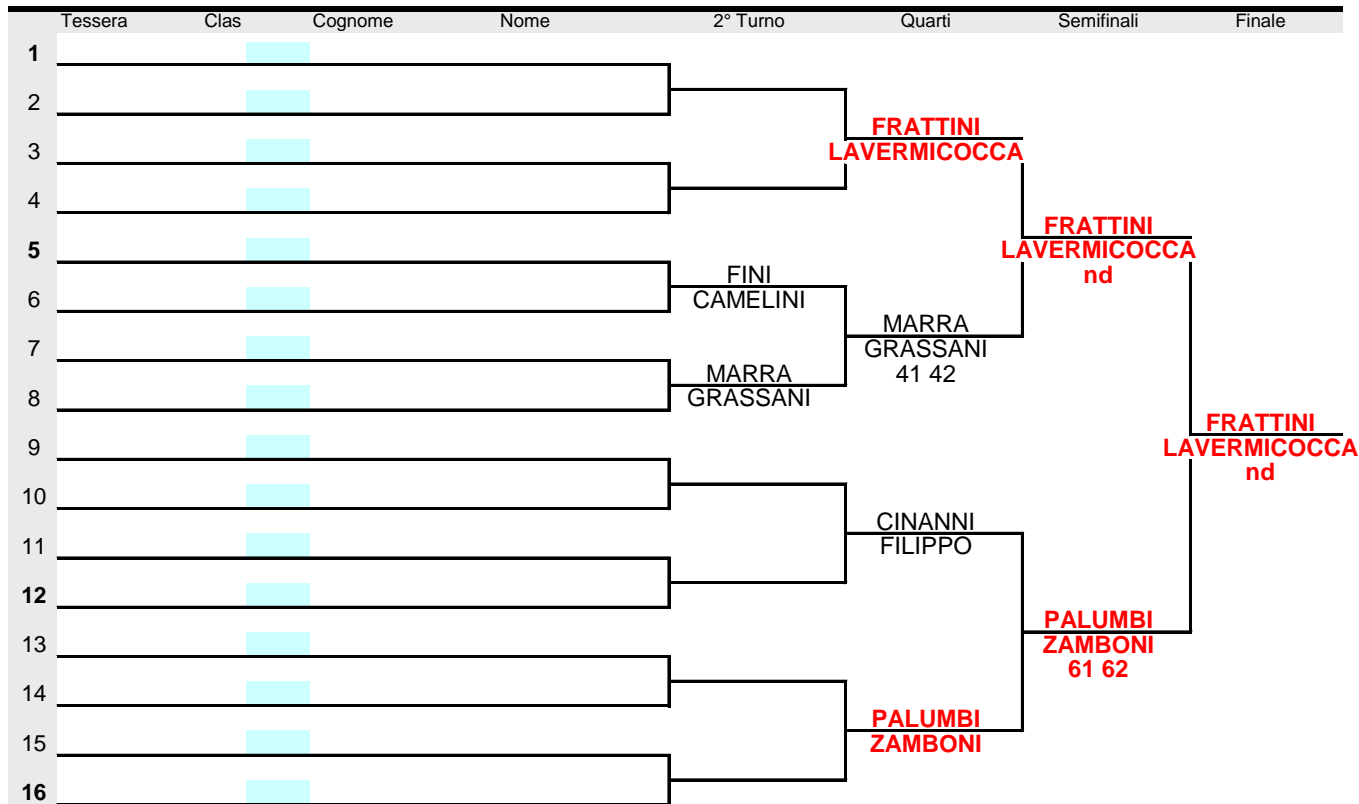 Tessera Clas Cognome Nome 2° Turno Quarti Semifinali Finale
1
2
FRATTINI
3
LAVERMICOCCA
4
FRATTINI
5
LAVERMICOCCA
FINI
nd
6
CAMELINI
MARRA
7
GRASSANI
MARRA
41 42
8
GRASSANI
FRATTINI
9
LAVERMICOCCA
nd
10
CINANNI
11
FILIPPO
12
PALUMBI
13
ZAMBONI
61 62
14
PALUMBI
15
ZAMBONI
16